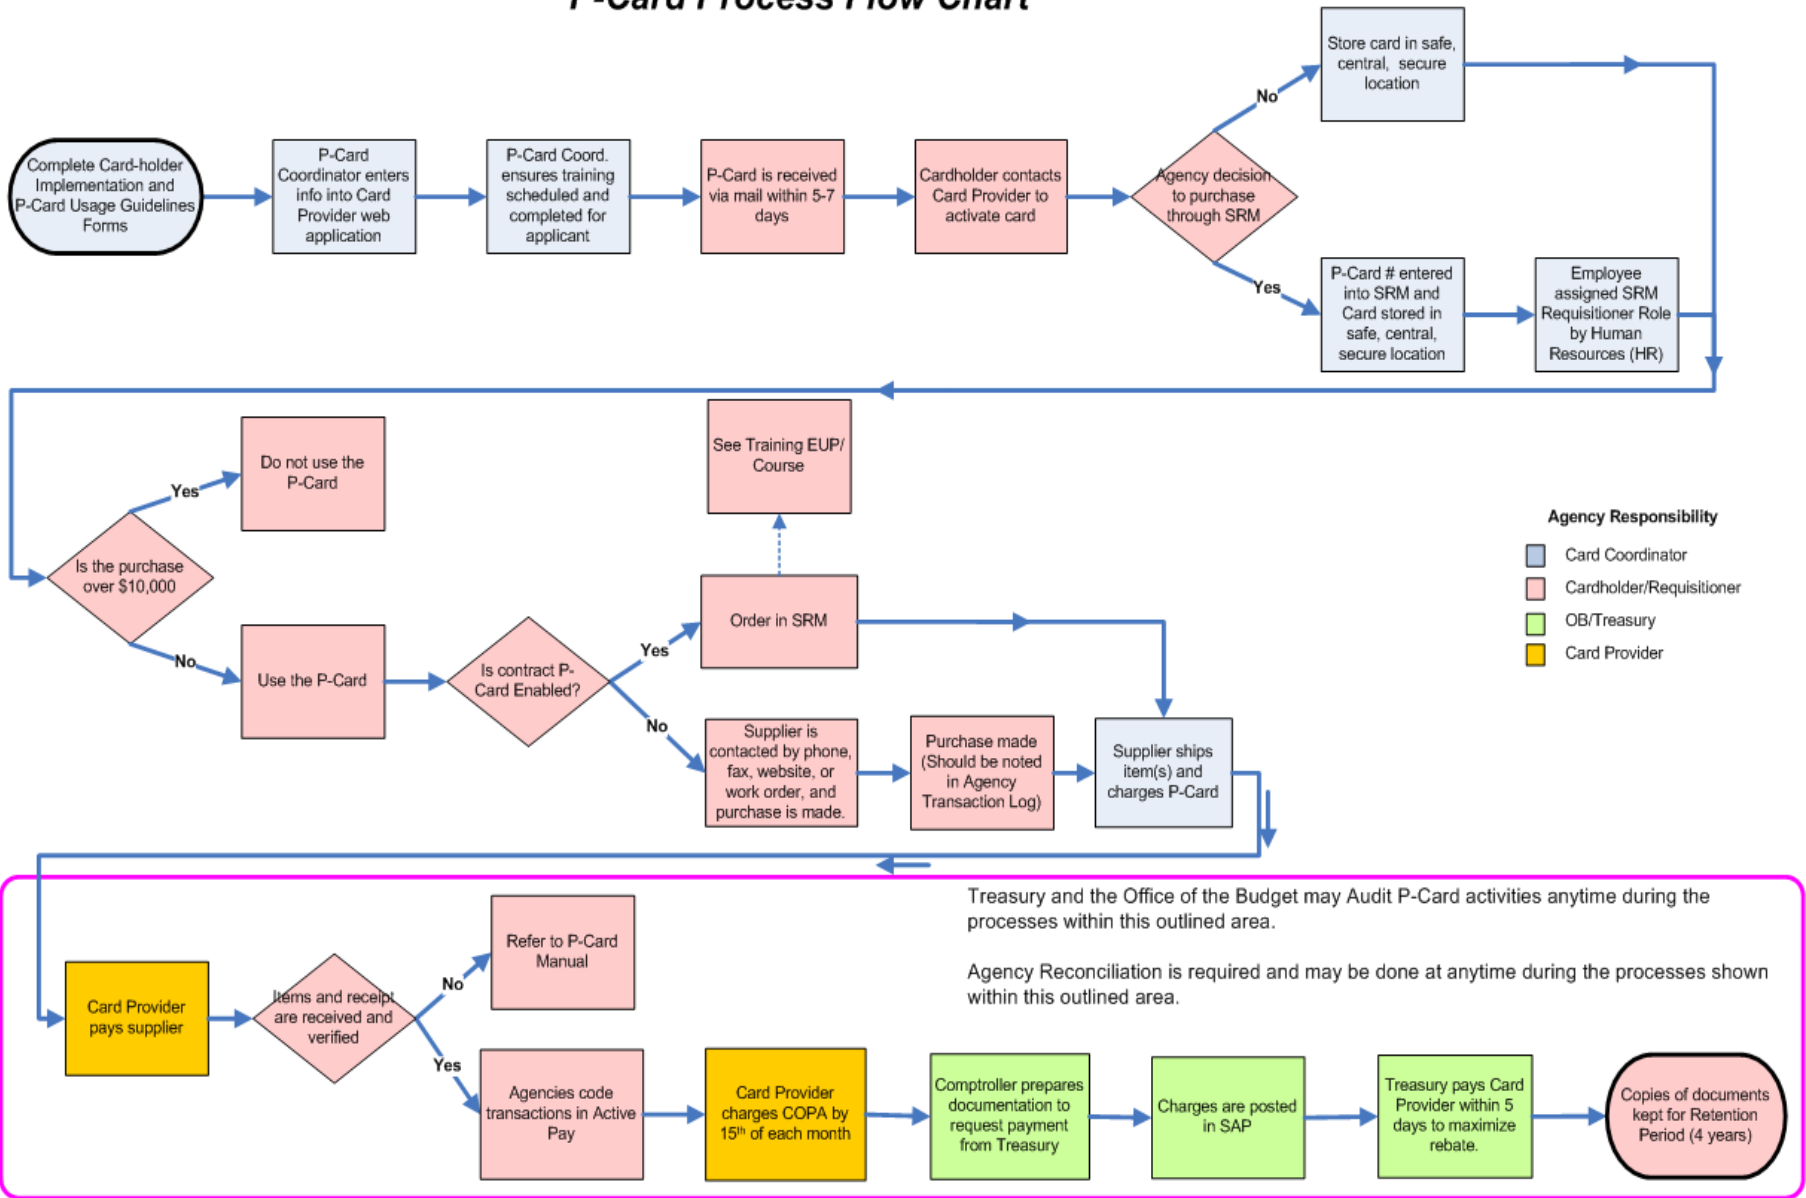 P-Card Process Flow Chart
Complete Card-holder
Implementation and
P-Card Usage Guidelines
Forms
P-Card
Coordinator enters
info into Card
Provider web
application
P-Card Coord.
ensures training
scheduled and
completed for
applicant
P-Card is received
via mail within 5-7
days
Cardholder contacts
Card Provider to
activate card
Agency decision
to purchase
through SRM
No
Store card in safe,
central, secure
location
Yes
P-Card # entered
into SRM and
Card stored in
safe, central,
secure location
Employee
assigned SRM
Requisitioner Role
by Human
Resources (HR)
Is the purchase
over $10,000
Yes
Do not use the
P-Card
No
Use the P-Card
Is contract P-
Card Enabled?
Yes
Order in SRM
See Training EUP/
Course
No
Supplier is
contacted by phone,
fax, website, or
work order, and
purchase is made.
Purchase made
(Should be noted
in Agency
Transaction Log)
Supplier ships
item(s) and
charges P-Card
Agency Responsibility
Card Coordinator
Cardholder/Requisitioner
OB/Treasury
Card Provider
Treasury and the Office of the Budget may Audit P-Card activities anytime during the
processes within this outlined area.
Agency Reconciliation is required and may be done at anytime during the processes shown
within this outlined area.
Card Provider
pays supplier
Items and receipt
are received and
verified
No
Refer to P-Card
Manual
Yes
Agencies code
transactions in Active
Pay
Card Provider
charges COPA by
15th of each month
Comptroller prepares
documentation to
request payment
from Treasury
Charges are posted
in SAP
Treasury pays Card
Provider within 5
days to maximize
rebate.
Copies of documents
kept for Retention
Period (4 years)